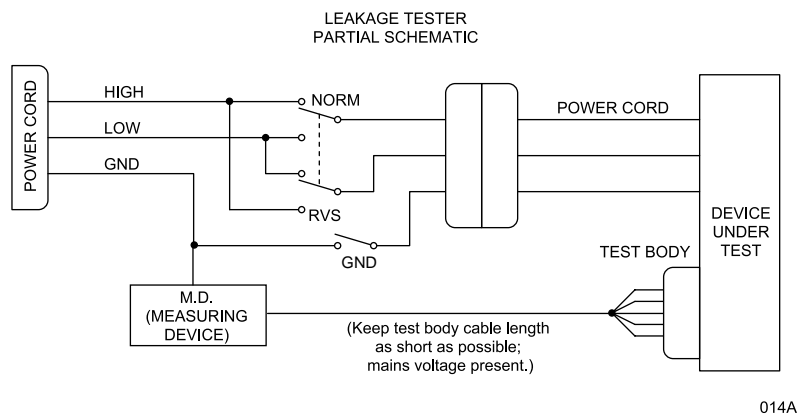 LEAKAGE TESTER
PARTIAL SCHEMATIC
POWER CORD
HIGH
LOW
GND
NORM
RVS
GND
POWER CORD
DEVICE
UNDER
TEST
TEST BODY
M.D.
(MEASURING
DEVICE)
(Keep test body cable length
as short as possible;
mains voltage present.)
014A